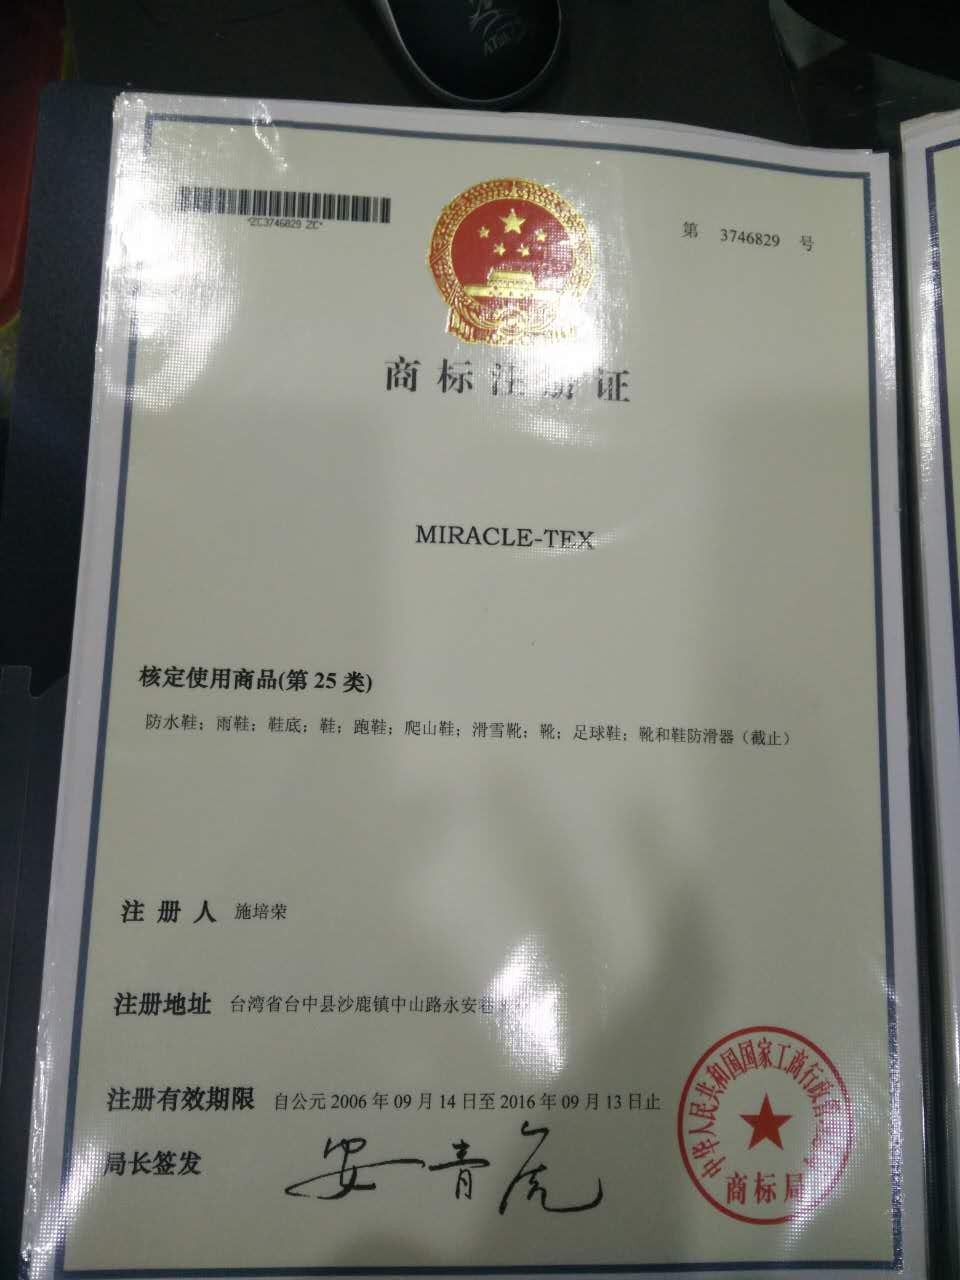 *ZC3746829 ZC*
第 3746829 号
商标注册证
MIRACLE-TEX
核定使用商品(第 25 类)
防水鞋；雨鞋；鞋底；鞋；跑鞋；爬山鞋；滑雪靴；靴；足球鞋；靴和鞋防滑器（截止）
注册人 施培荣
注册地址 台湾省台中县沙鹿镇中山路永安巷
注册有效期限 自公元 2006 年 09 月 14 日至 2016 年 09 月 13 日止
局长签发 安青虎
中华人民共和国国家工商行政管
商标局